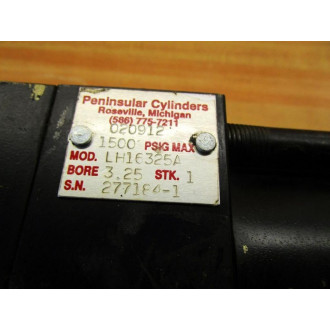 Peninsular Cylinders
Roseville, Michigan
(586) 775-7211
020912
1500 PSIG MAX
MOD. LH16325A
BORE 3.25 STK. 1
S.N. 277184-1